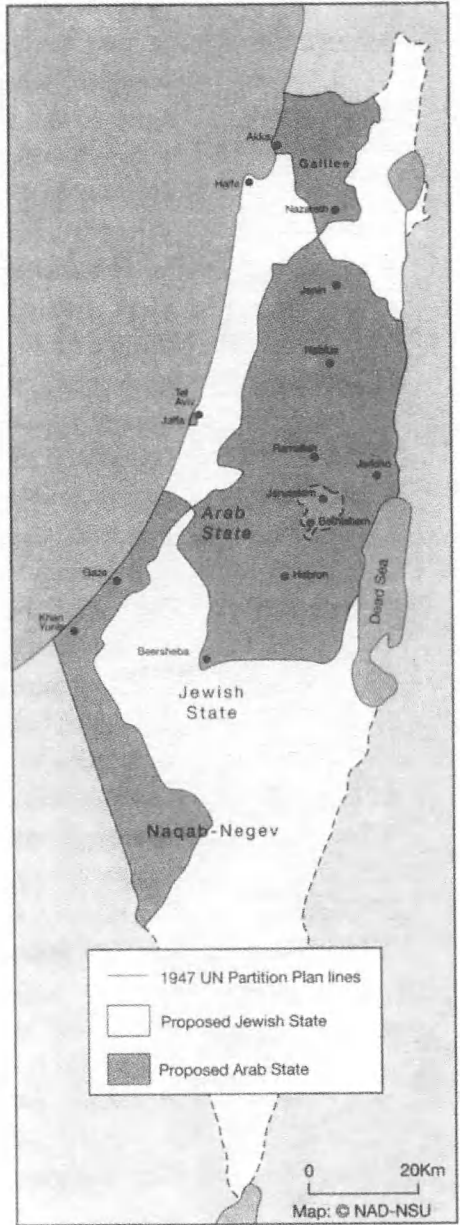 Akka
Galilee
Haifa
Nazareth
Jenin
Nablus
Tel
Aviv
Jaffa
Ramallah
Jericho
Jerusalem
Arab
State
Bethlehem
Gaza
Hebron
Dead Sea
Khan
Yunis
Beersheba
Jewish
State
Naqab-Negev
1947 UN Partition Plan lines
Proposed Jewish State
Proposed Arab State
0 20Km
Map: © NAD-NSU